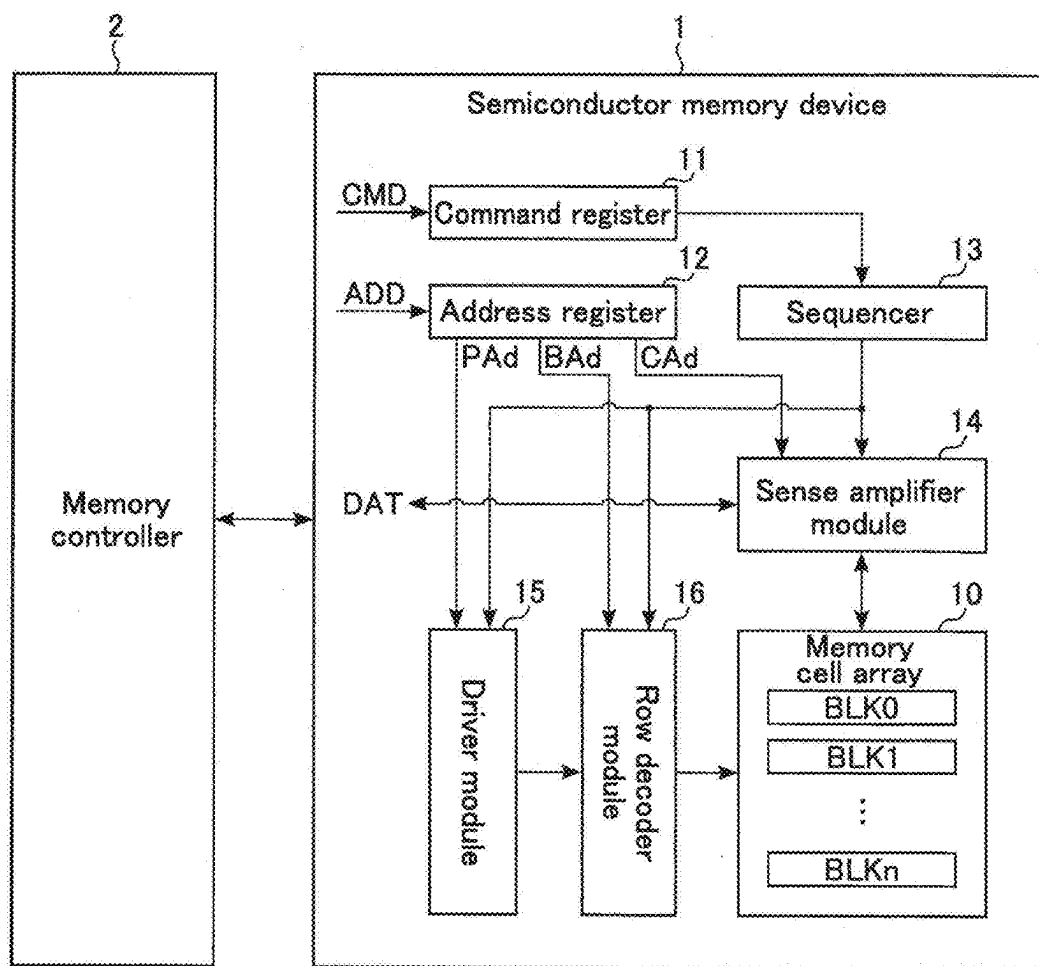 2
1
Semiconductor memory device
11
CMD
Command register
12
13
ADD
Address register
Sequencer
PAd
BAd
CAd
14
Memory
controller
DAT
Sense amplifier
module
15
16
10
Driver module
Row decoder
module
Memory
cell array
BLK0
BLK1
...
BLKn